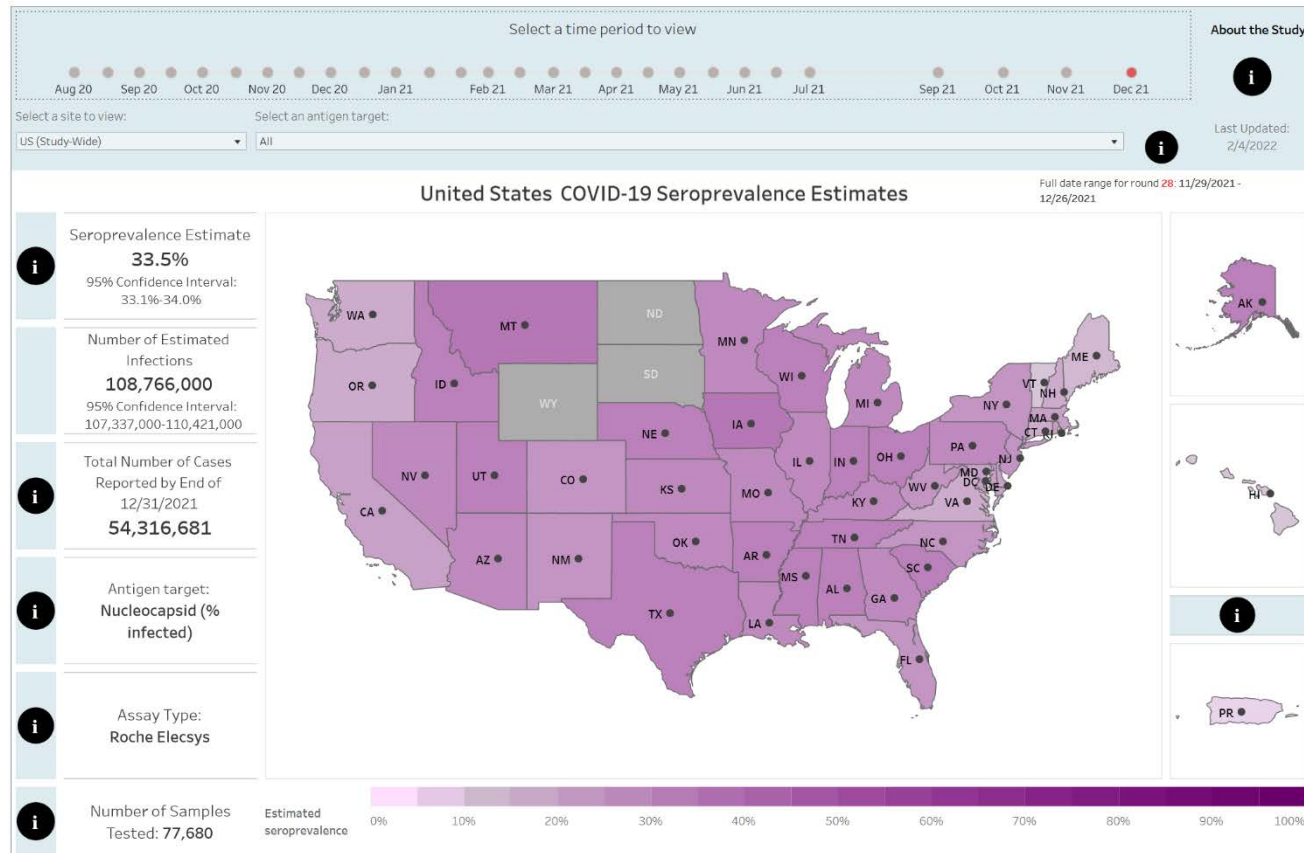 Select a time period to view
Aug 20 Sep 20 Oct 20 Nov 20 Dec 20 Jan 21 Feb 21 Mar 21 Apr 21 May 21 Jun 21 Jul 21 Sep 21 Oct 21 Nov 21 Dec 21
About the Study
i
Select a site to view:
US (Study-Wide)
Select an antigen target:
All
i
Last Updated:
2/4/2022
United States COVID-19 Seroprevalence Estimates
Full date range for round 28: 11/29/2021 -
12/26/2021
i
Seroprevalence Estimate
33.5%
95% Confidence Interval:
33.1%-34.0%
i
Number of Estimated
Infections
108,766,000
95% Confidence Interval:
107,337,000-110,421,000
i
Total Number of Cases
Reported by End of
12/31/2021
54,316,681
i
Antigen target:
Nucleocapsid (%
infected)
i
Assay Type:
Roche Elecsys
i
Number of Samples
Tested: 77,680
WA
MT
ND
MN
ME
OR
ID
SD
WI
VT
NH
WY
MI
NY
MA
CT
NE
IA
PA
NJ
NV
UT
CO
IL
IN
OH
MD
DC
DE
KS
MO
WV
VA
CA
KY
OK
TN
NC
AZ
NM
AR
SC
MS
AL
GA
TX
LA
FL
AK
HI
i
PR
Estimated
seroprevalence
0% 10% 20% 30% 40% 50% 60% 70% 80% 90% 100%